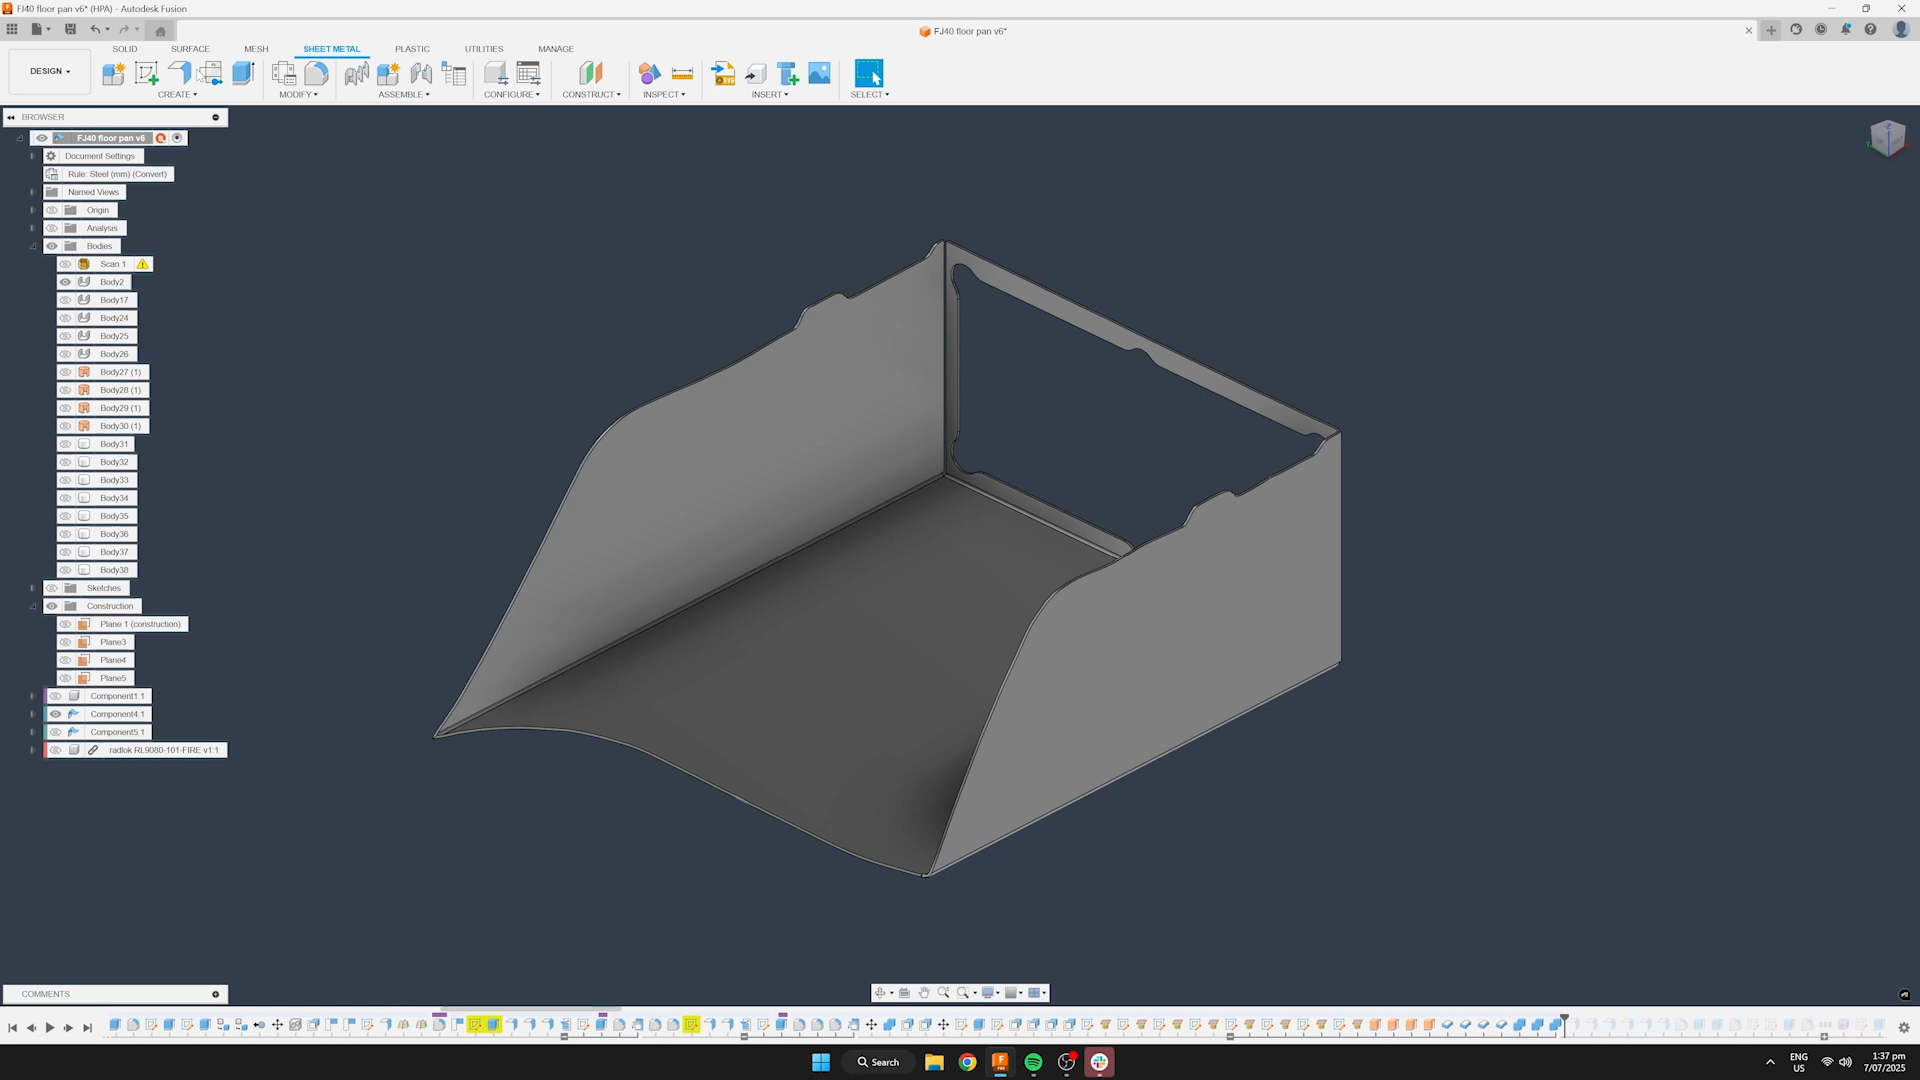 FJ40 floor pan v6* (HPA) - Autodesk Fusion
FJ40 floor pan v6*
SOLID SURFACE MESH SHEET METAL PLASTIC UTILITIES MANAGE
DESIGN
CREATE MODIFY ASSEMBLE CONFIGURE CONSTRUCT INSPECT INSERT SELECT
BROWSER
FJ40 floor pan v6
Document Settings
Rule: Steel (mm) (Convert)
Named Views
Origin
Analysis
Bodies
Scan 1
Body2
Body17
Body24
Body25
Body26
Body27 (1)
Body28 (1)
Body29 (1)
Body30 (1)
Body31
Body32
Body33
Body34
Body35
Body36
Body37
Body38
Sketches
Construction
Plane 1 (construction)
Plane3
Plane4
Plane5
Component1:1
Component4:1
Component5:1
radlok RL9080-101-FIRE v1:1
COMMENTS
Search
ENG
US
1:37 pm
7/07/2025